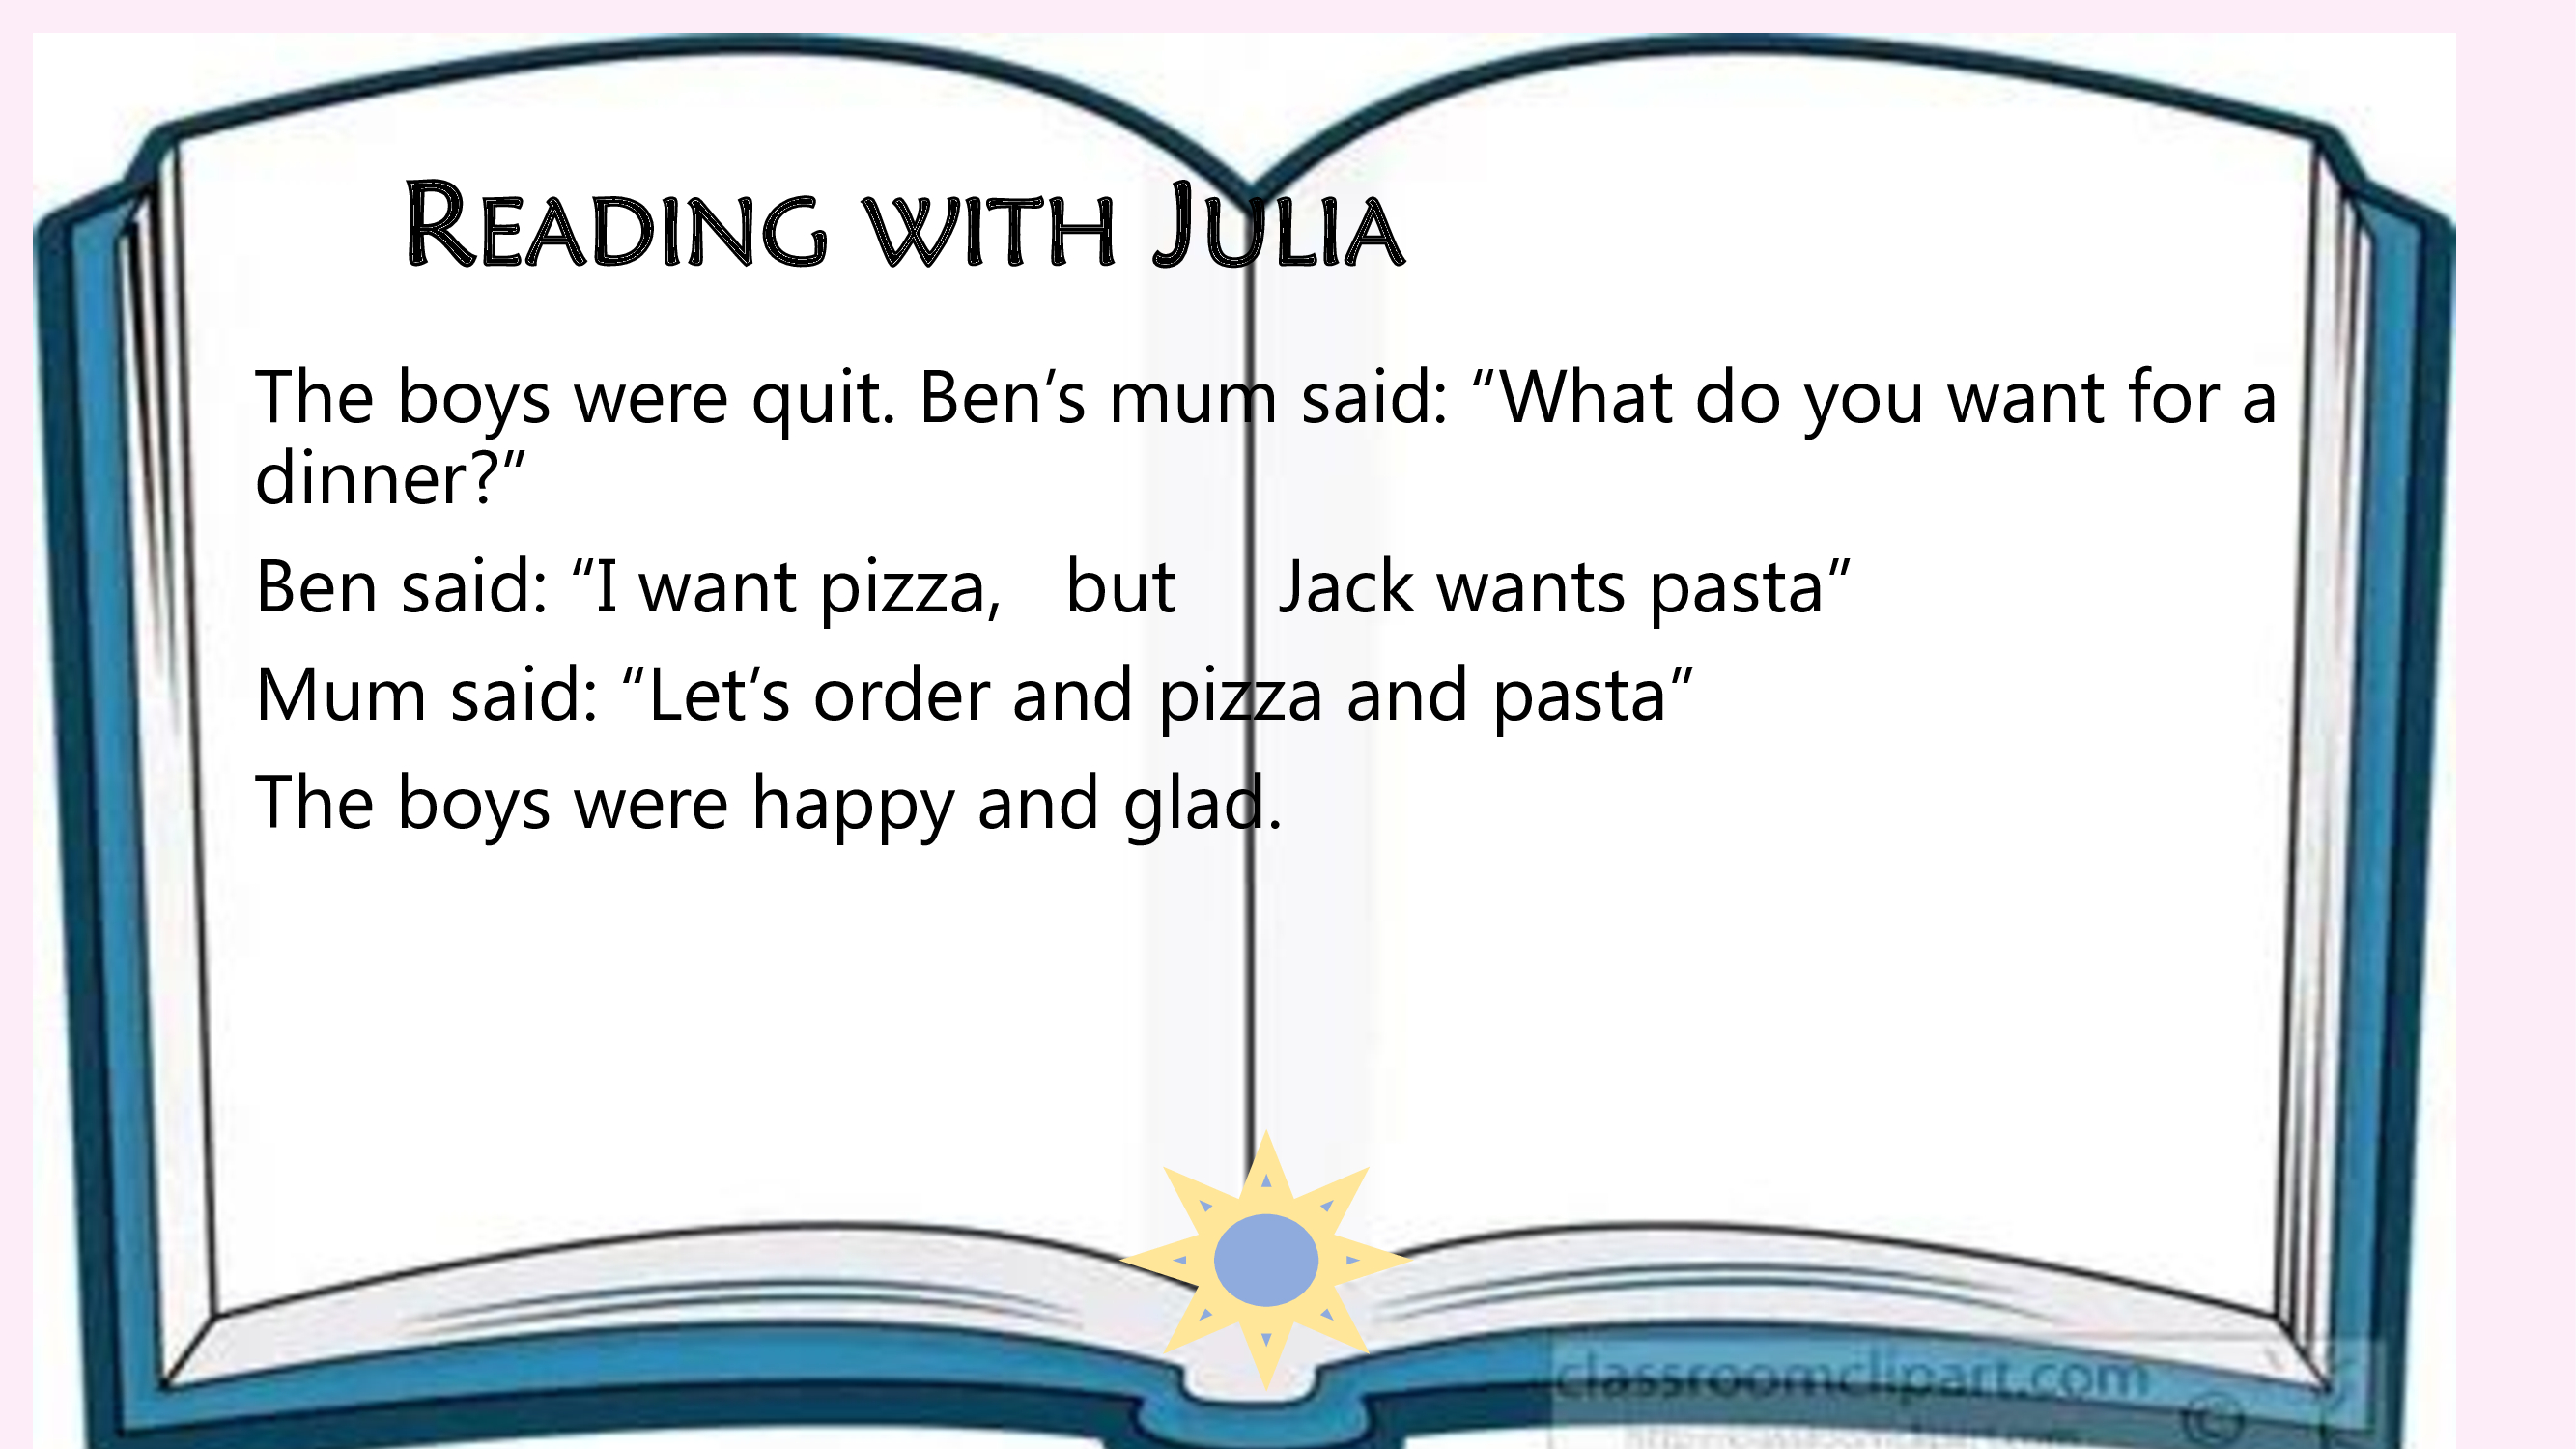 READING WITH JULIA
The boys were quit. Ben’s mum said: “What do you want for a
dinner?”
Ben said: “I want pizza,   but     Jack wants pasta”
Mum said: “Let’s order and pizza and pasta”
The boys were happy and glad.
classroomclipart.com
©